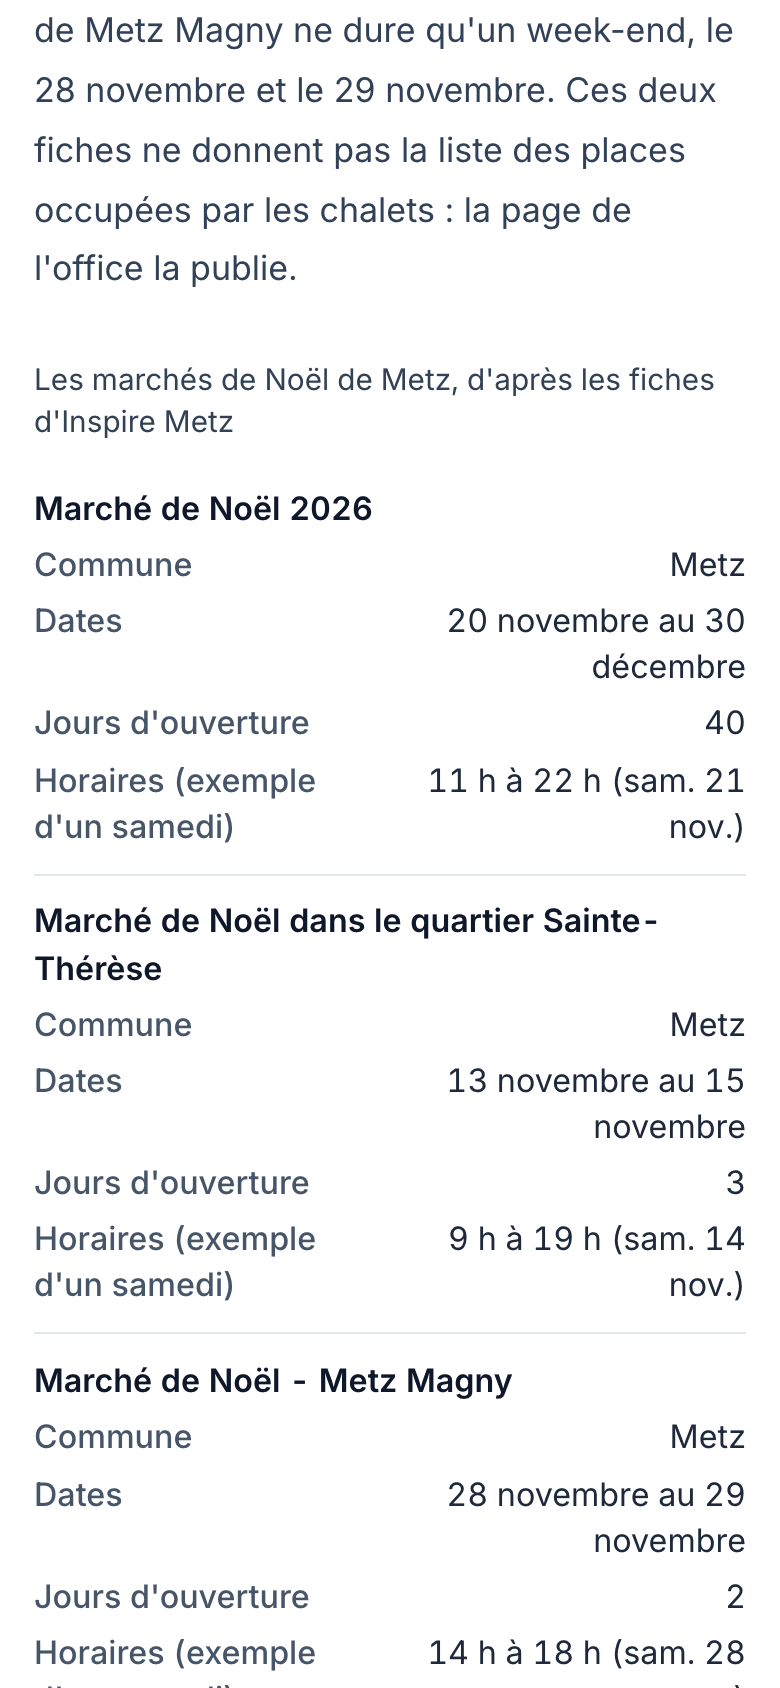 de Metz Magny ne dure qu'un week-end, le
28 novembre et le 29 novembre. Ces deux
fiches ne donnent pas la liste des places
occupées par les chalets : la page de
l'office la publie.
Les marchés de Noël de Metz, d'après les fiches
d'Inspire Metz
Marché de Noël 2026
Commune Metz
Dates 20 novembre au 30
décembre
Jours d'ouverture 40
Horaires (exemple 11 h à 22 h (sam. 21
d'un samedi) nov.)
Marché de Noël dans le quartier Sainte-
Thérèse
Commune Metz
Dates 13 novembre au 15
novembre
Jours d'ouverture 3
Horaires (exemple 9 h à 19 h (sam. 14
d'un samedi) nov.)
Marché de Noël - Metz Magny
Commune Metz
Dates 28 novembre au 29
novembre
Jours d'ouverture 2
Horaires (exemple 14 h à 18 h (sam. 28